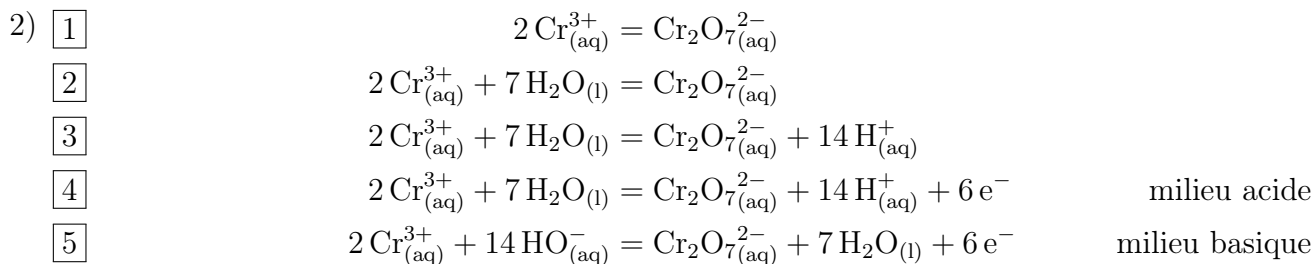 2) 1 2 Cr³⁺(aq) = Cr₂O₇²⁻(aq)
2 2 Cr³⁺(aq) + 7 H₂O(l) = Cr₂O₇²⁻(aq)
3 2 Cr³⁺(aq) + 7 H₂O(l) = Cr₂O₇²⁻(aq) + 14 H⁺(aq)
4 2 Cr³⁺(aq) + 7 H₂O(l) = Cr₂O₇²⁻(aq) + 14 H⁺(aq) + 6 e⁻ milieu acide
5 2 Cr³⁺(aq) + 14 HO⁻(aq) = Cr₂O₇²⁻(aq) + 7 H₂O(l) + 6 e⁻ milieu basique